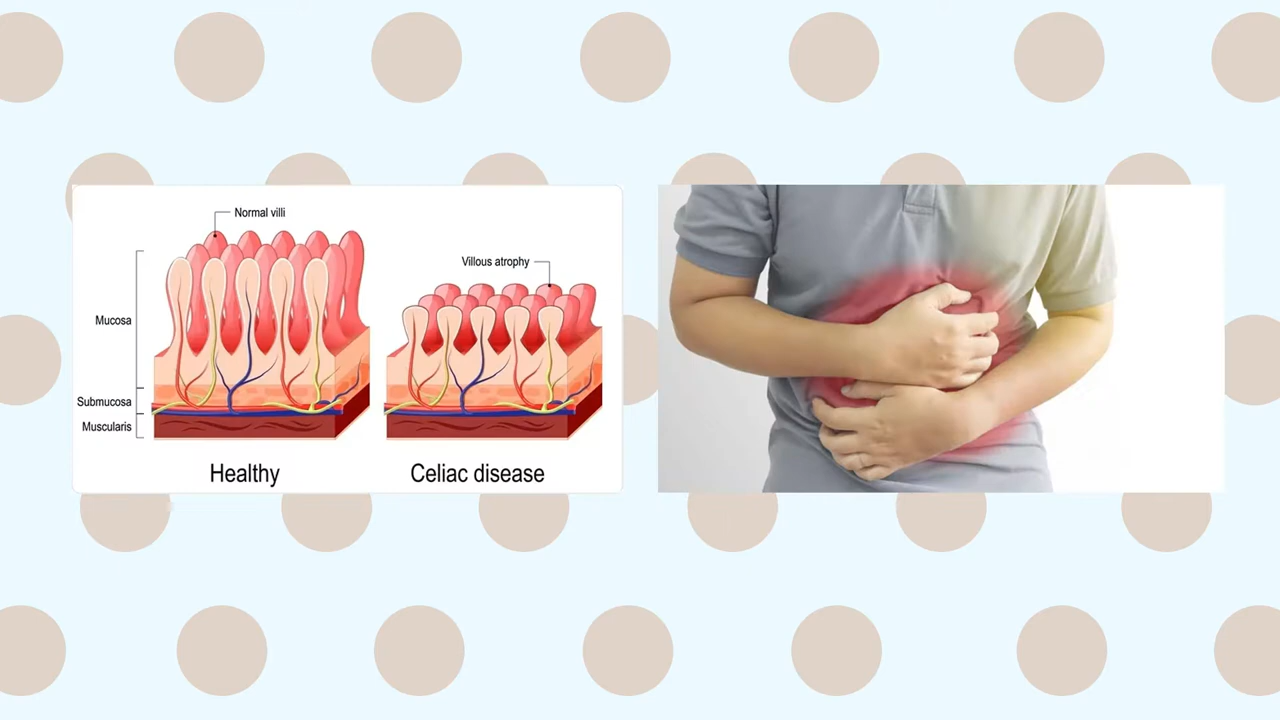 Normal villi
Villous atrophy
Mucosa
Submucosa
Muscularis
Healthy
Celiac disease